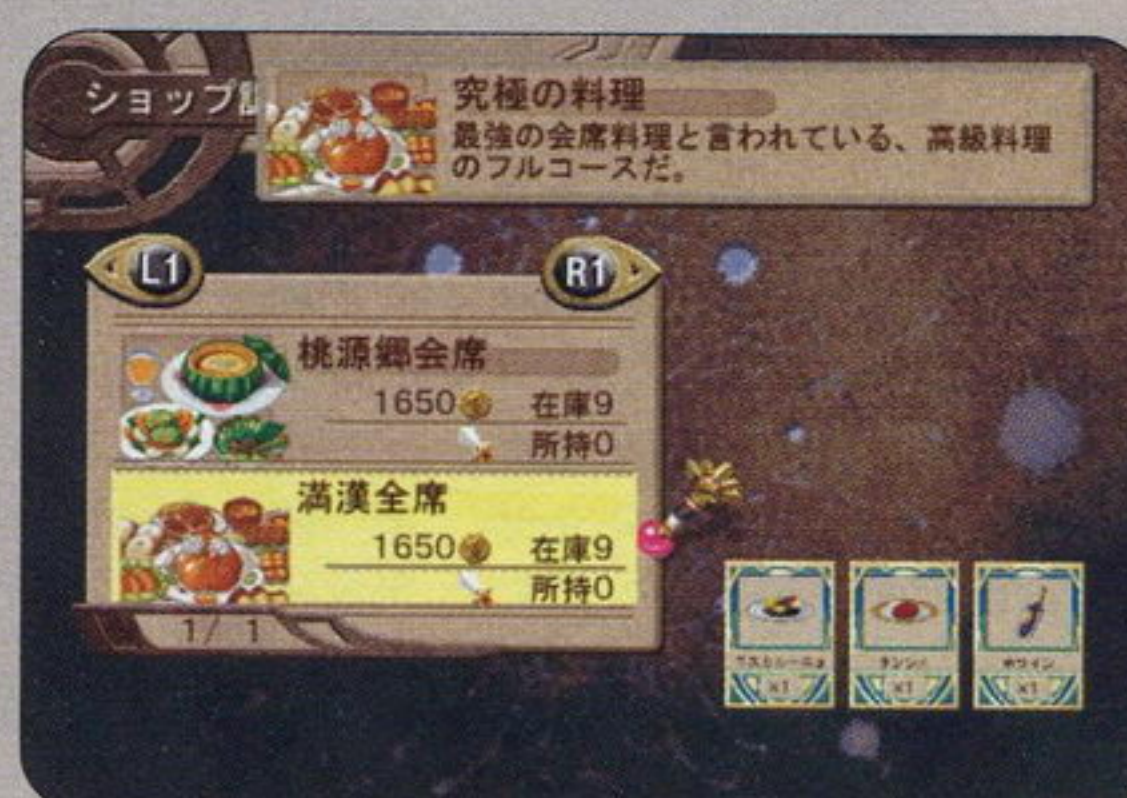 ショップ
究極の料理
最強の会席料理と言われている、高級料理
のフルコースだ。
L1
R1
桃源郷会席
1650 在庫9
所持0
満漢全席
1650 在庫9
所持0
1/ 1
×1
×1
×1